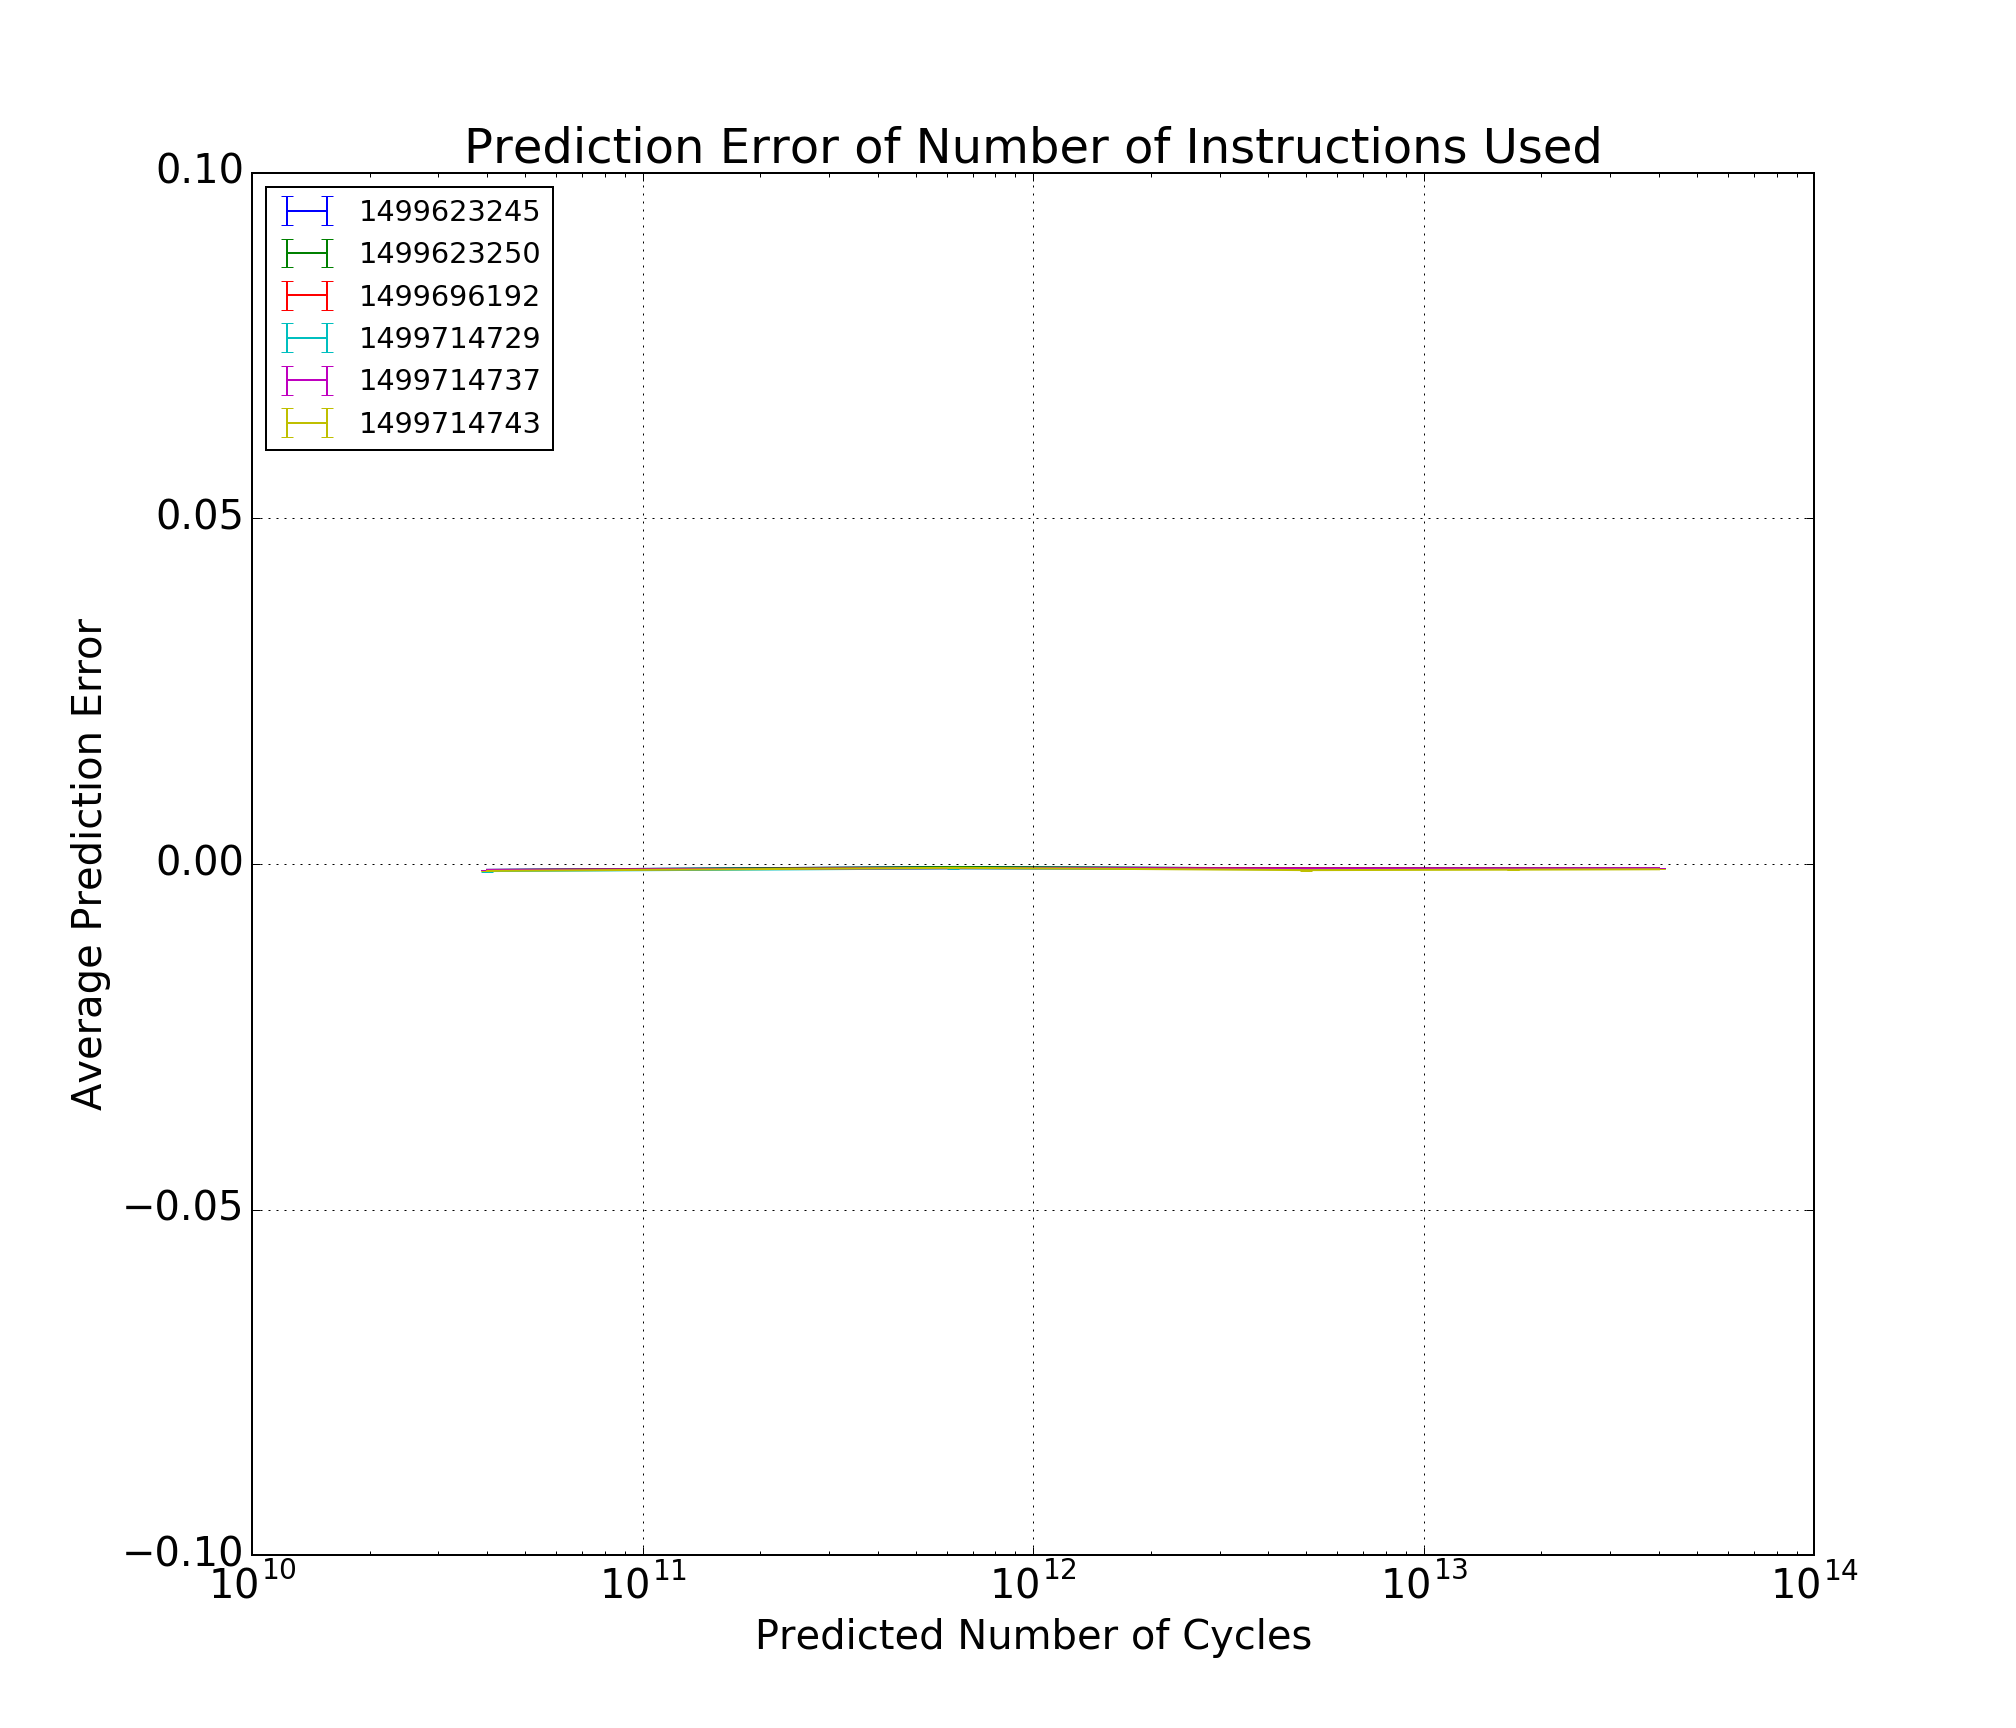 Prediction Error of Number of Instructions Used
0.10
0.05
0.00
−0.05
−0.10
Average Prediction Error
1499623245
1499623250
1499696192
1499714729
1499714737
1499714743
10^10 10^11 10^12 10^13 10^14
Predicted Number of Cycles